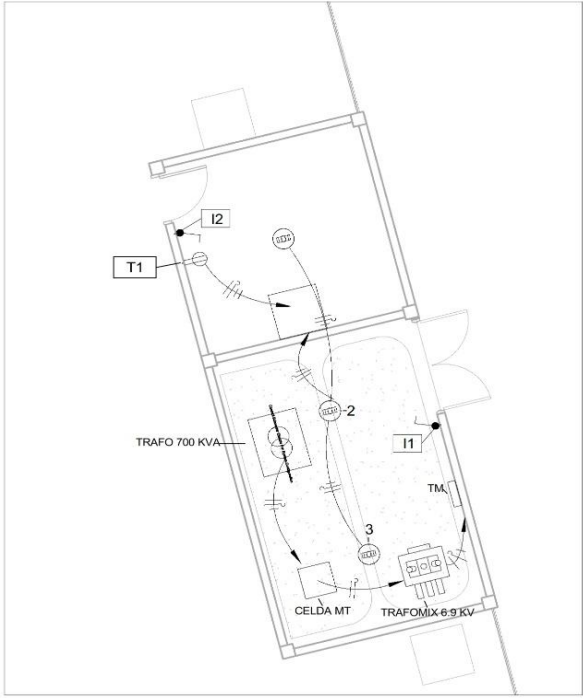 I2
T1
-2
TRAFO 700 KVA
I1
TM
3
CELDA MT
TRAFOMIX 6.9 KV